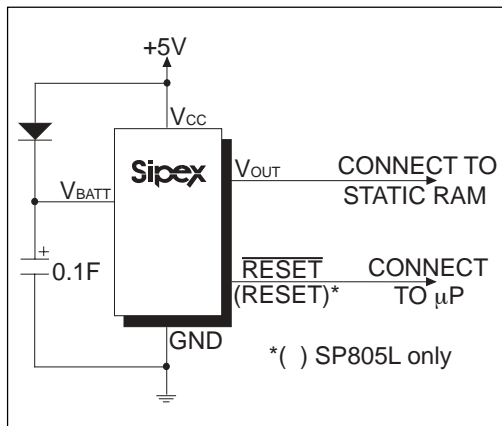 +5V
VCC
Sipex
VBATT
VOUT
CONNECT TO
STATIC RAM
+
0.1F
RESET
(RESET)*
CONNECT
TO µP
GND
*( ) SP805L only